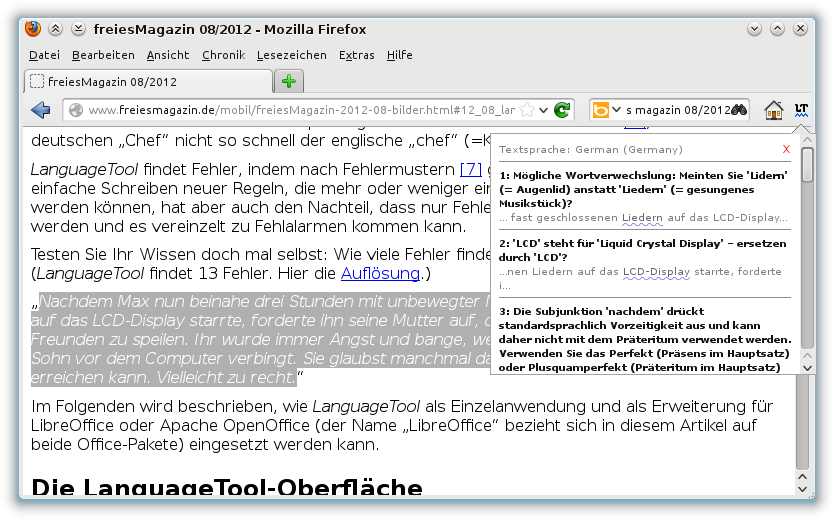 freiesMagazin 08/2012 - Mozilla Firefox
Datei Bearbeiten Ansicht Chronik Lesezeichen Extras Hilfe
freiesMagazin 08/2012
www.freiesmagazin.de/mobil/freiesMagazin-2012-08-bilder.html#12_08_lan
s magazin 08/2012
LT
deutschen „Chef“ nicht so schnell der englische „chef“ (=K
LanguageTool findet Fehler, indem nach Fehlermustern [7]
einfache Schreiben neuer Regeln, die mehr oder weniger ein
werden können, hat aber auch den Nachteil, dass nur Fehle
werden und es vereinzelt zu Fehlalarmen kommen kann.
Testen Sie Ihr Wissen doch mal selbst: Wie viele Fehler finde
(LanguageTool findet 13 Fehler. Hier die Auflösung.)
„Nachdem Max nun beinahe drei Stunden mit unbewegter
auf das LCD-Display starrte, forderte ihn seine Mutter auf,
Freunden zu speilen. Ihr wurde immer Angst und bange, we
Sohn vor dem Computer verbingt. Sie glaubst manchmal da
erreichen kann. Vielleicht zu recht.“
Im Folgenden wird beschrieben, wie LanguageTool als Einzelanwendung und als Erweiterung für
LibreOffice oder Apache OpenOffice (der Name „LibreOffice“ bezieht sich in diesem Artikel auf
beide Office-Pakete) eingesetzt werden kann.
Die LanguageTool-Oberfläche
Textsprache: German (Germany) X
1: Mögliche Wortverwechslung: Meinten Sie 'Lidern'
(= Augenlid) anstatt 'Liedern' (= gesungenes
Musikstück)?
... fast geschlossenen Liedern auf das LCD-Display...
2: 'LCD' steht für 'Liquid Crystal Display' – ersetzen
durch 'LCD'?
...nen Liedern auf das LCD-Display starrte, forderte
i...
3: Die Subjunktion 'nachdem' drückt
standardsprachlich Vorzeitigkeit aus und kann
daher nicht mit dem Präteritum verwendet werden.
Verwenden Sie das Perfekt (Präsens im Hauptsatz)
oder Plusquamperfekt (Präteritum im Hauptsatz)